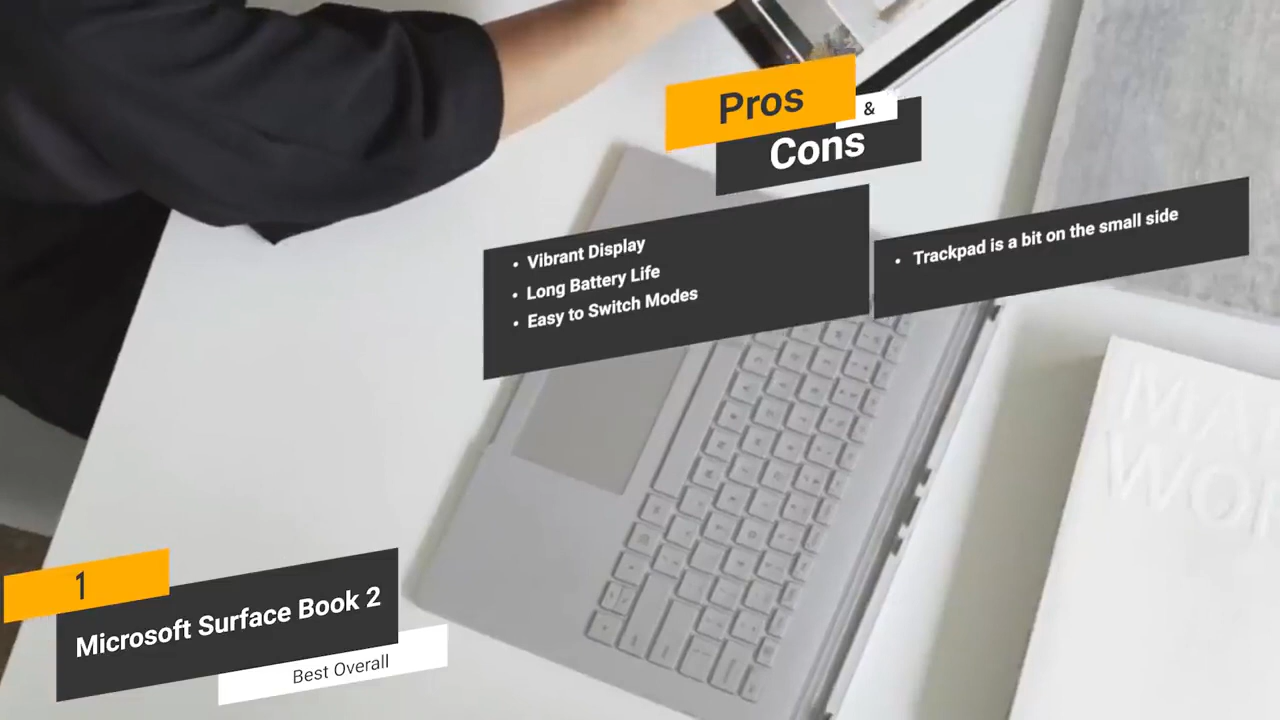 Pros
&
Cons
• Vibrant Display
• Long Battery Life
• Easy to Switch Modes
• Trackpad is a bit on the small side
1
Microsoft Surface Book 2
Best Overall